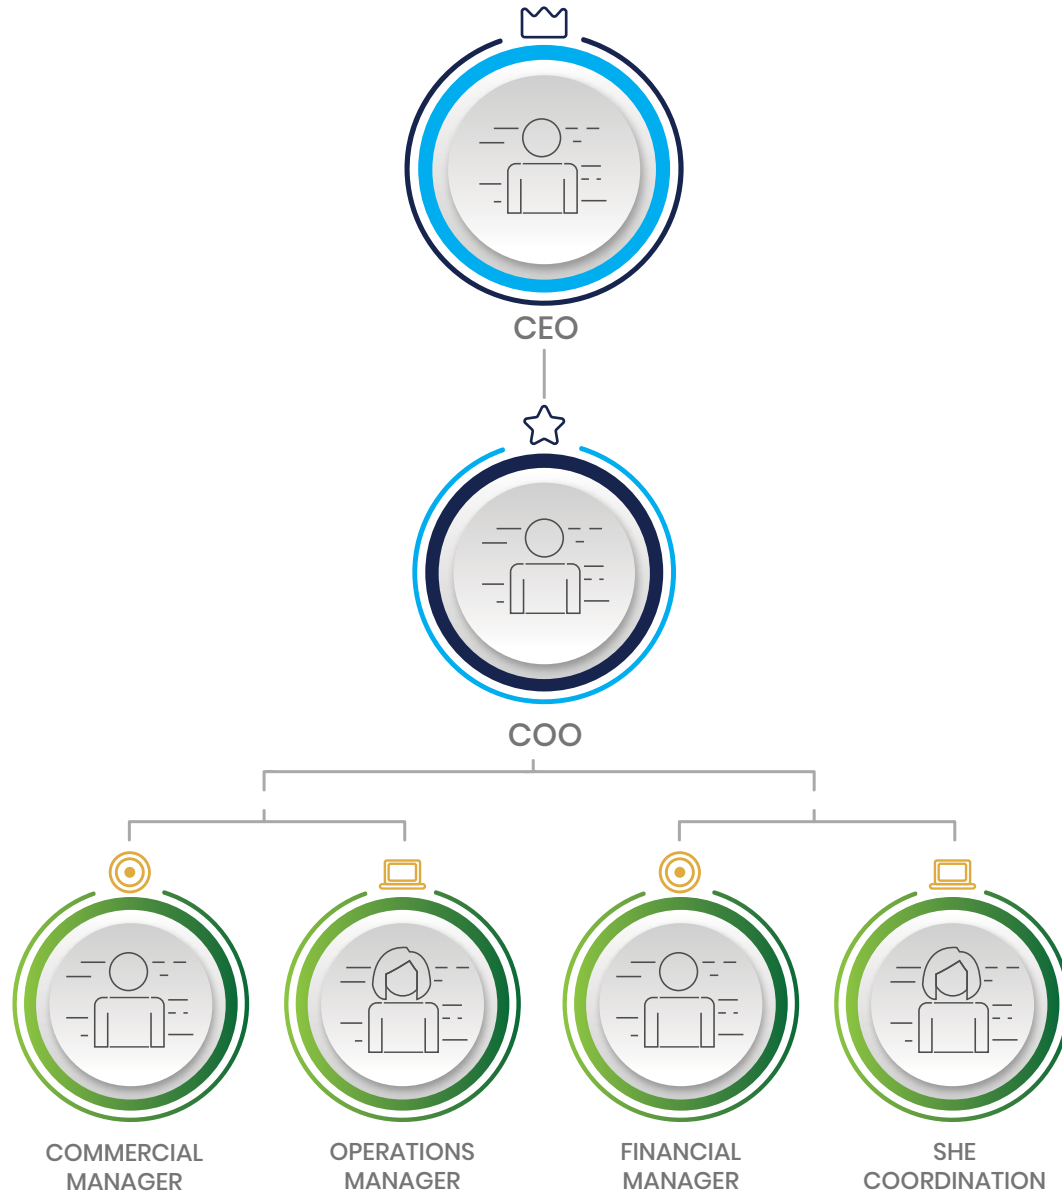 CEO
COO
COMMERCIAL
MANAGER
OPERATIONS
MANAGER
FINANCIAL
MANAGER
SHE
COORDINATION